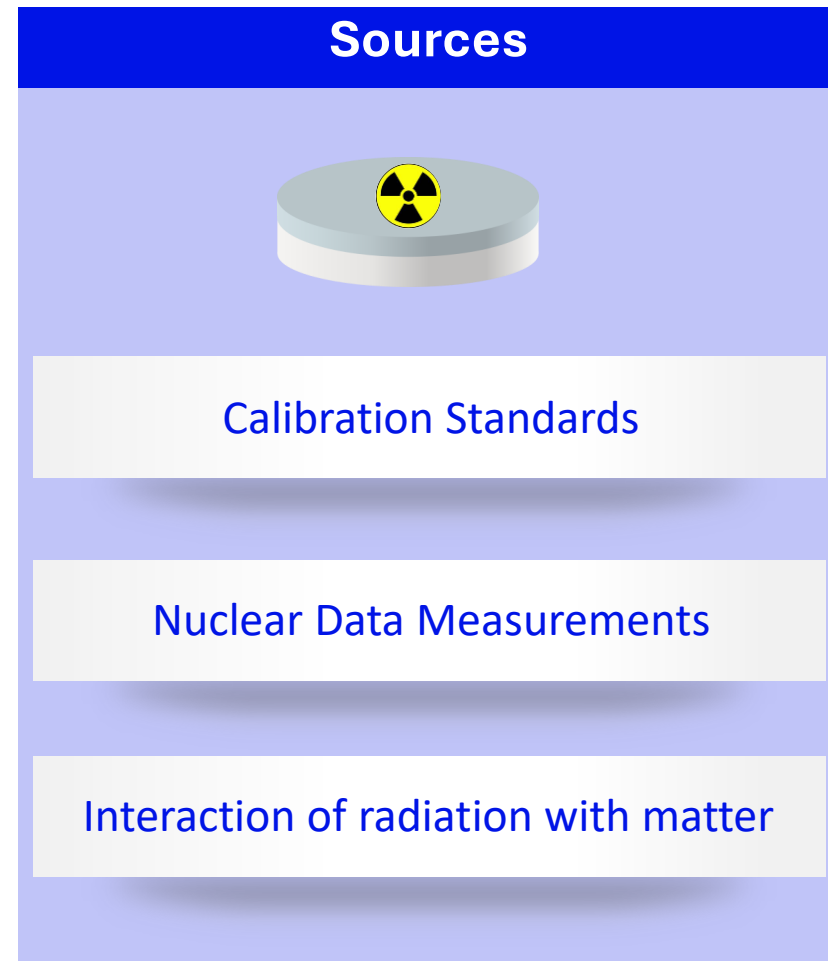 Sources
Calibration Standards
Nuclear Data Measurements
Interaction of radiation with matter